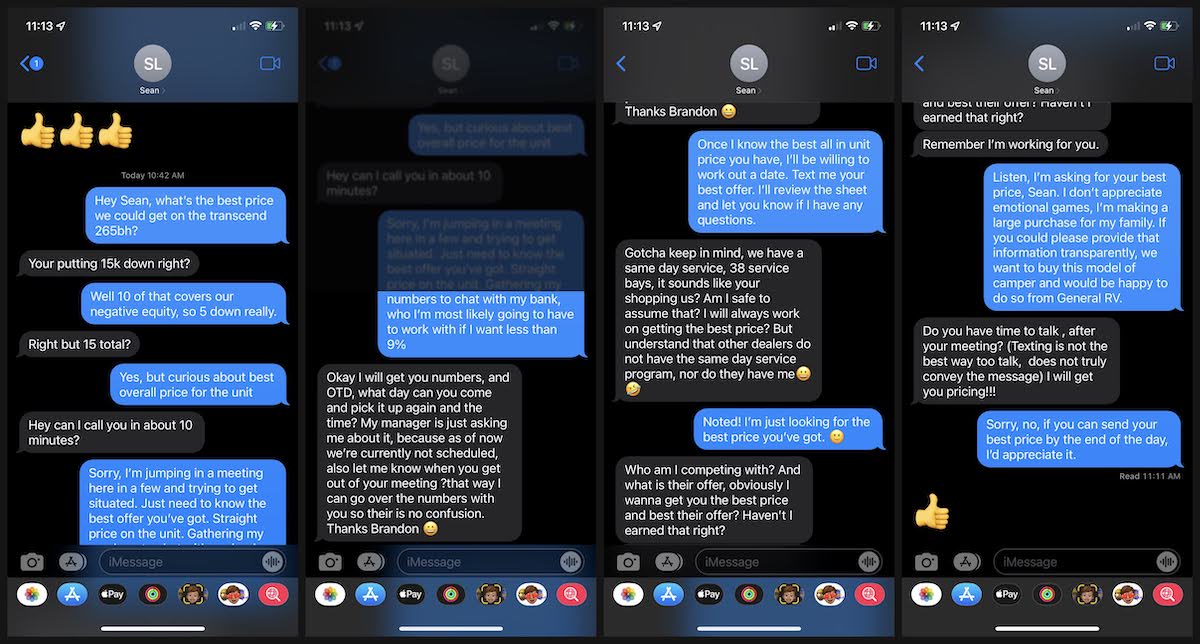 11:13
1
SL
Sean
Today 10:42 AM
Hey Sean, what's the best price
we could get on the transcend
265bh?
Your putting 15k down right?
Well 10 of that covers our
negative equity, so 5 down really.
Right but 15 total?
Yes, but curious about best
overall price for the unit
Hey can I call you in about 10
minutes?
Sorry, I'm jumping in a meeting
here in a few and trying to get
situated. Just need to know the
best offer you've got. Straight
price on the unit. Gathering my
iMessage
Pay
11:13
SL
Sean
Yes, but curious about best
overall price for the unit
Hey can I call you in about 10
minutes?
Sorry, I'm jumping in a meeting
here in a few and trying to get
situated. Just need to know the
best offer you've got. Straight
price on the unit. Gathering my
numbers to chat with my bank,
who I'm most likely going to have
to work with if I want less than
9%
Okay I will get you numbers, and
OTD, what day can you come
and pick it up again and the
time? My manager is just asking
me about it, because as of now
we're currently not scheduled,
also let me know when you get
out of your meeting ?that way I
can go over the numbers with
you so their is no confusion.
Thanks Brandon 😀
iMessage
Pay
11:13
SL
Sean
Thanks Brandon 😀
Once I know the best all in unit
price you have, I'll be willing to
work out a date. Text me your
best offer. I'll review the sheet
and let you know if I have any
questions.
Gotcha keep in mind, we have a
same day service, 38 service
bays, it sounds like your
shopping us? Am I safe to
assume that? I will always work
on getting the best price? But
understand that other dealers do
not have the same day service
program, nor do they have me😀
🤣
Noted! I'm just looking for the
best price you've got. 🙂
Who am I competing with? And
what is their offer, obviously I
wanna get you the best price
and best their offer? Haven't I
earned that right?
iMessage
Pay
11:13
SL
Sean
and best their offer? Haven't I
earned that right?
Remember I'm working for you.
Listen, I'm asking for your best
price, Sean. I don't appreciate
emotional games, I'm making a
large purchase for my family. If
you could please provide that
information transparently, we
want to buy this model of
camper and would be happy to
do so from General RV.
Do you have time to talk , after
your meeting? (Texting is not the
best way too talk, does not truly
convey the message) I will get
you pricing!!!
Sorry, no, if you can send your
best price by the end of the day,
I'd appreciate it.
Read 11:11 AM
iMessage
Pay